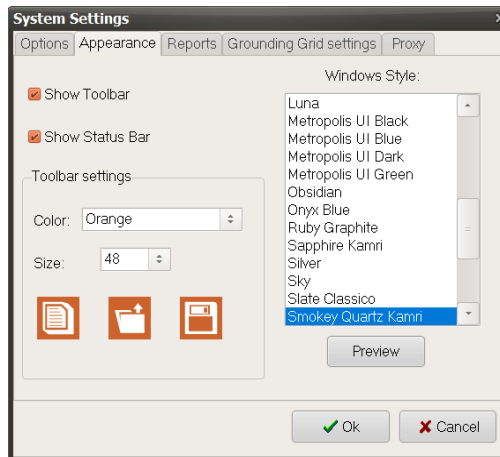 System Settings
Options Appearance Reports Grounding Grid settings Proxy
Show Toolbar
Show Status Bar
Toolbar settings
Color: Orange
Size: 48
Windows Style:
Luna
Metropolis UI Black
Metropolis UI Blue
Metropolis UI Dark
Metropolis UI Green
Obsidian
Onyx Blue
Ruby Graphite
Sapphire Kamri
Silver
Sky
Slate Classico
Smokey Quartz Kamri
Preview
Ok Cancel